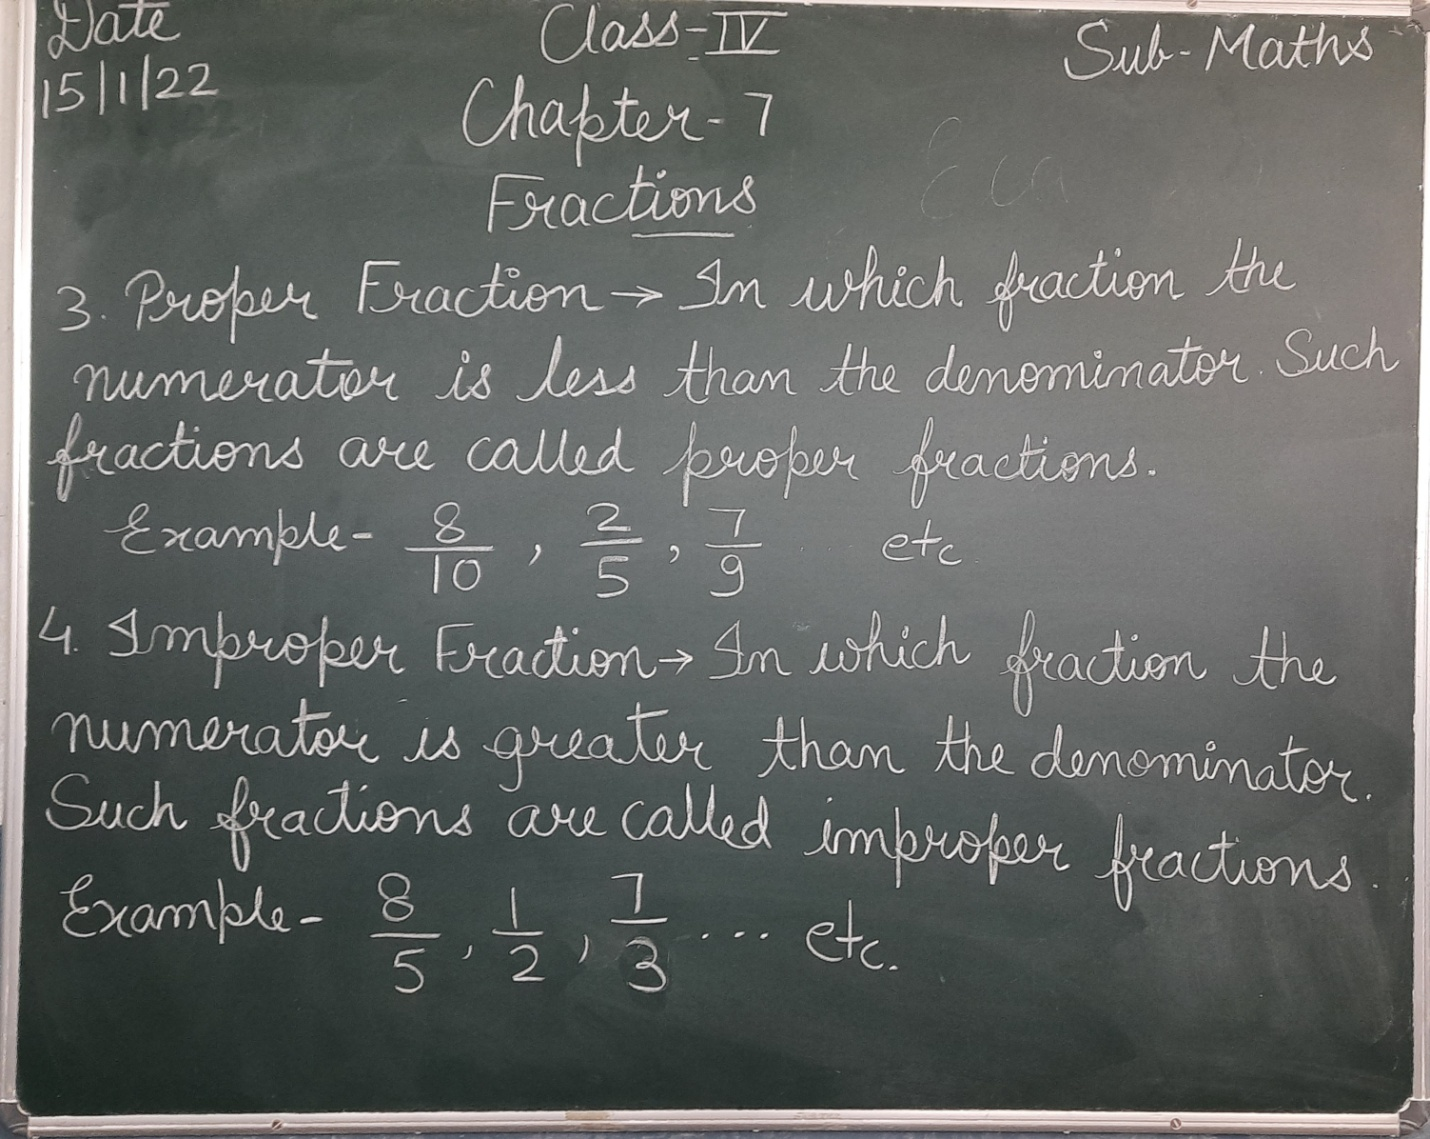 Date Class-IV Sub-Maths
15/1/22
Chapter-7
Fractions
3. Proper Fraction → In which fraction the
numerator is less than the denominator. Such
fractions are called proper fractions.
Example- 8/10, 2/5, 7/9 .. .. etc
4. Improper Fraction → In which fraction the
numerator is greater than the denominator.
Such fractions are called improper fractions.
Example- 8/5, 1/2, 7/3 .... etc.